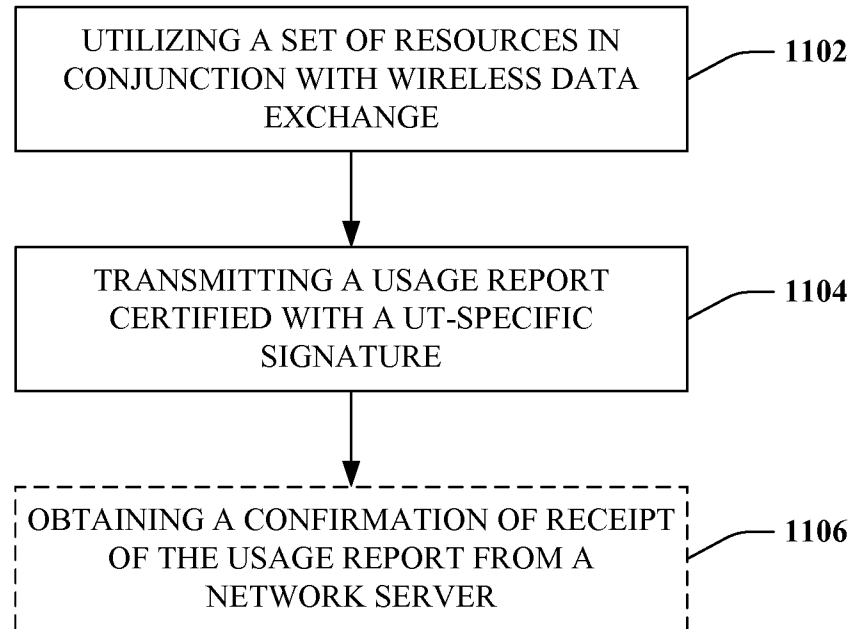 UTILIZING A SET OF RESOURCES IN
CONJUNCTION WITH WIRELESS DATA
EXCHANGE
1102
TRANSMITTING A USAGE REPORT
CERTIFIED WITH A UT-SPECIFIC
SIGNATURE
1104
OBTAINING A CONFIRMATION OF RECEIPT
OF THE USAGE REPORT FROM A
NETWORK SERVER
1106